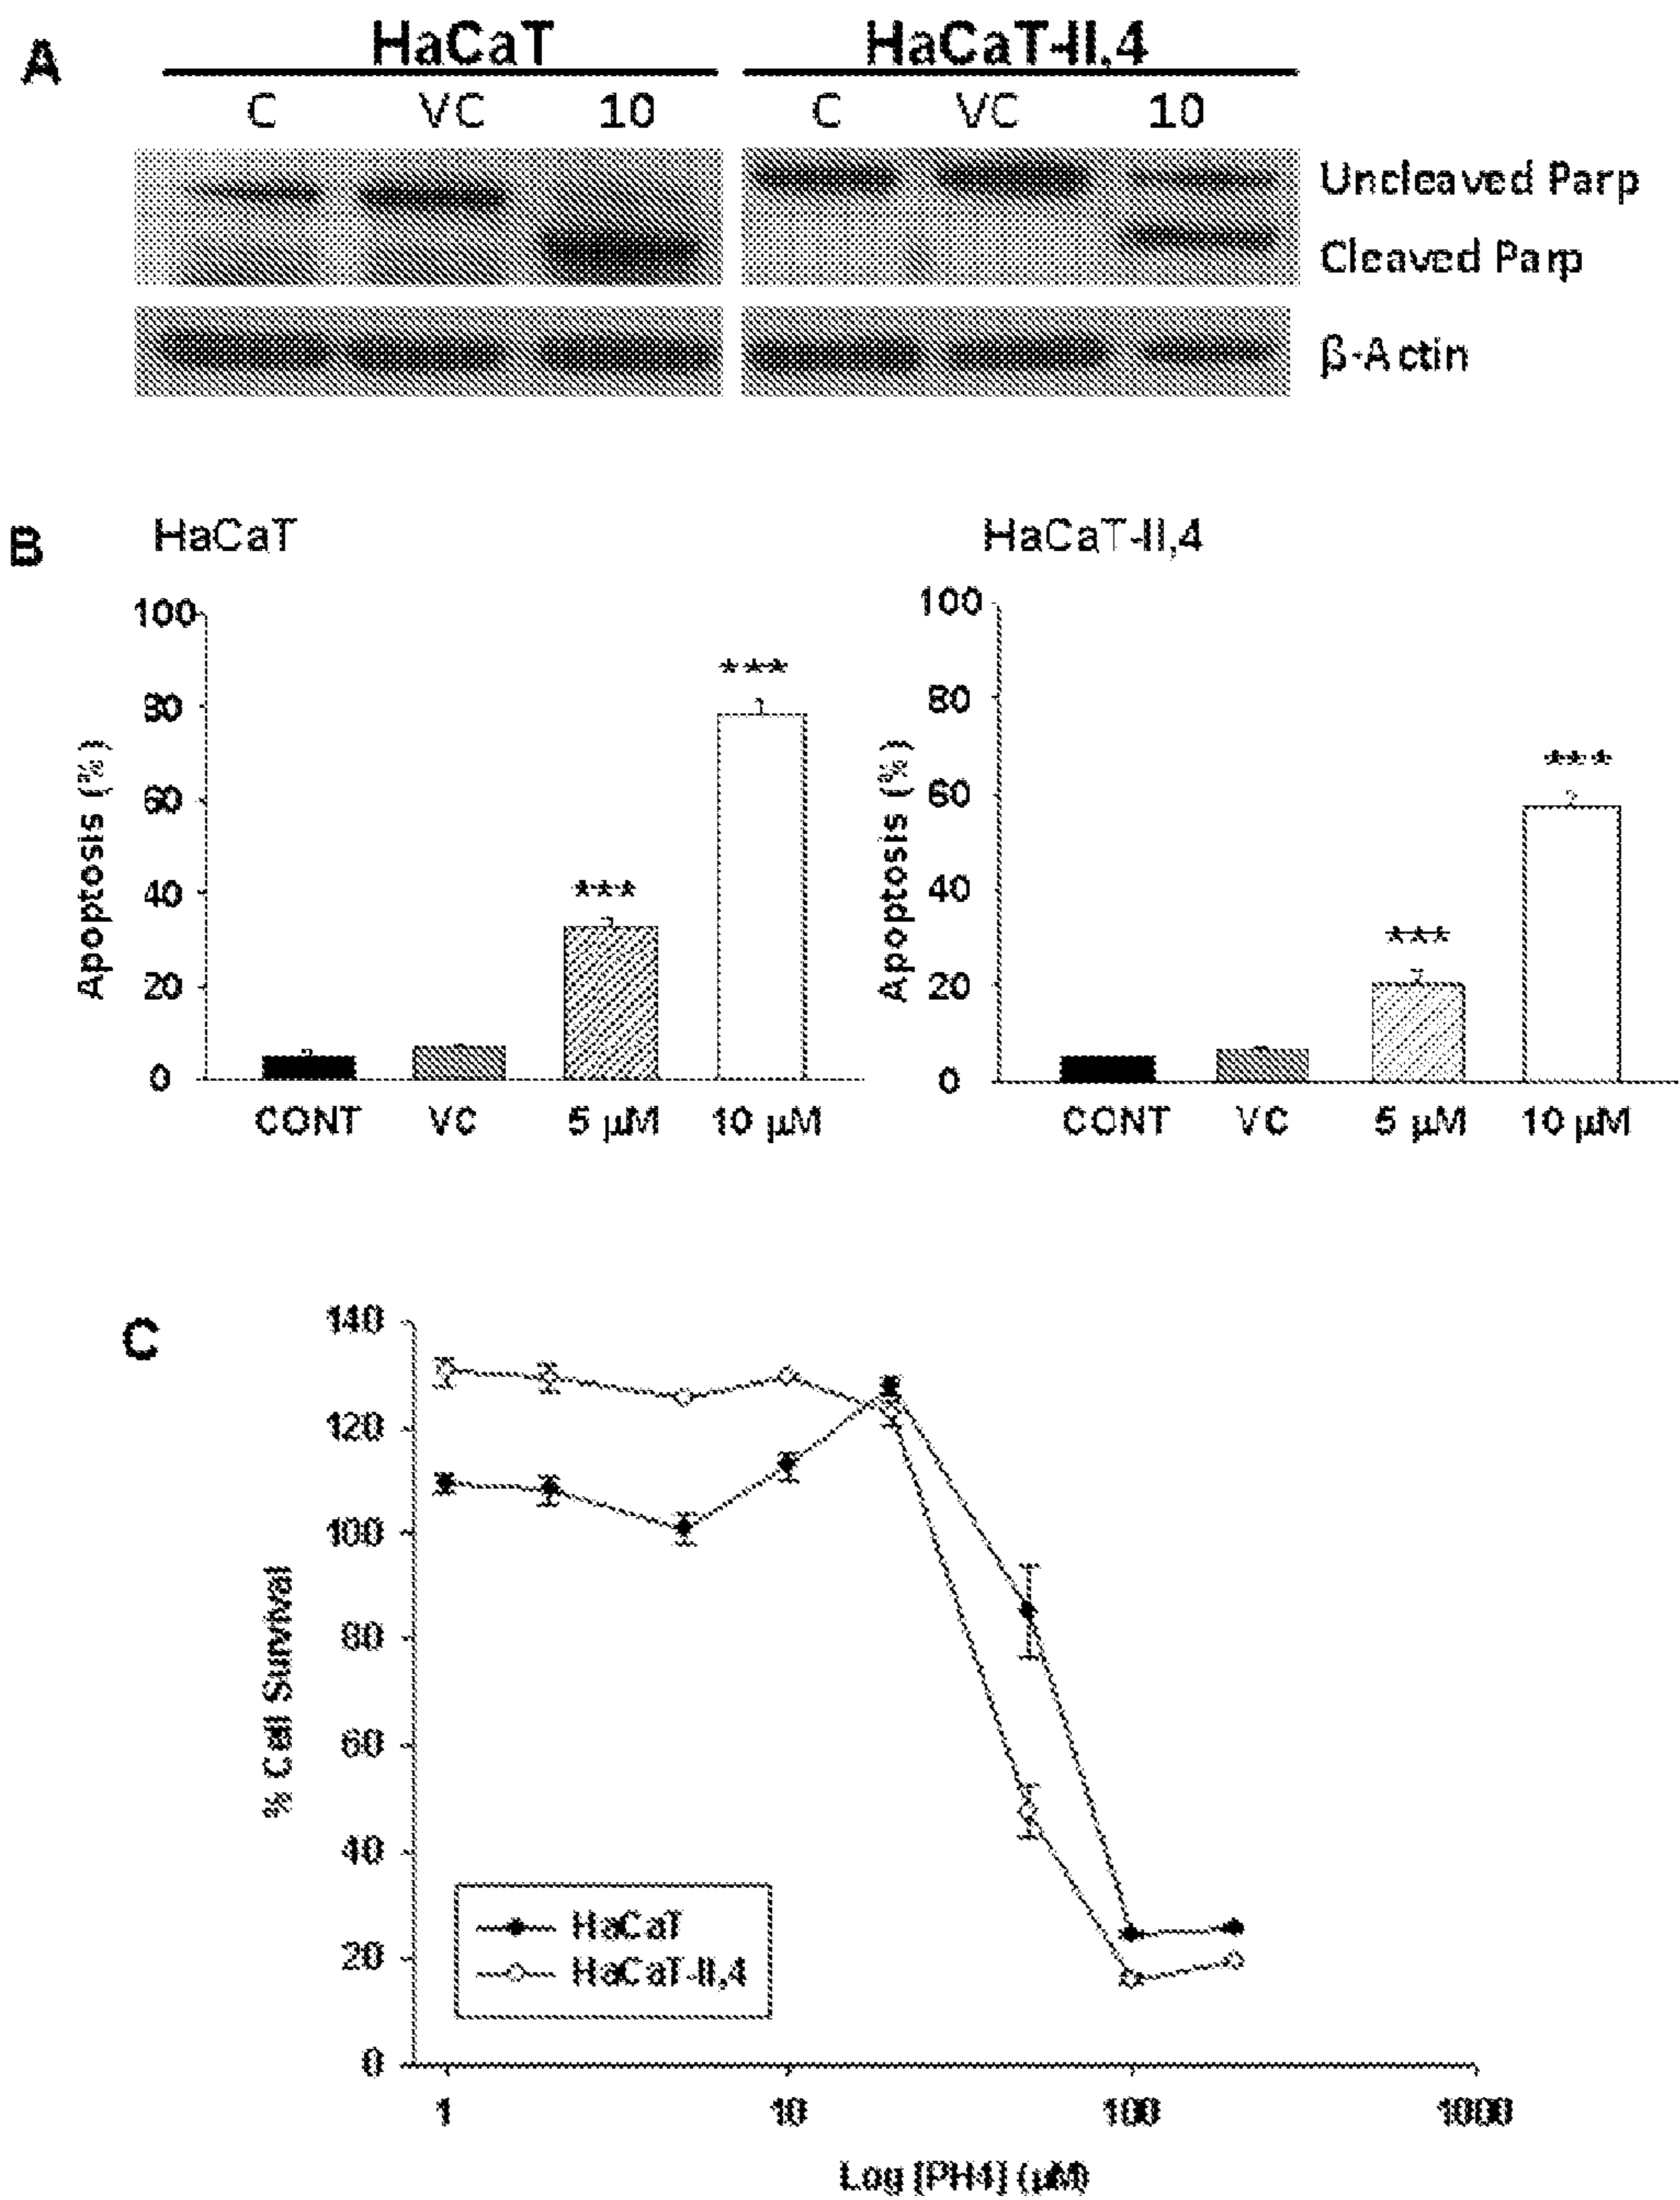 A
HaCaT HaCaT-II,4
C VC 10 C VC 10
Uncleaved Parp
Cleaved Parp
β-Actin
B
HaCaT
100
80
60
40
20
0
Apoptosis (%)
***
***
CONT VC 5 μM 10 μM
HaCaT-II,4
100
80
60
40
20
0
Apoptosis (%)
***
***
CONT VC 5 μM 10 μM
C
140
120
100
80
60
40
20
0
% Cell Survival
HaCaT
HaCaT-II,4
1 10 100 1000
Log [PH4] (μM)